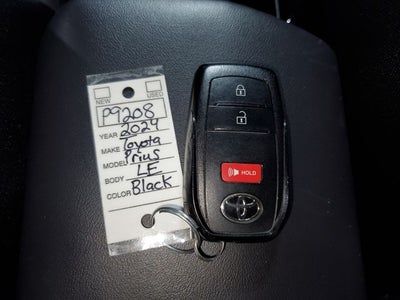 NEW USED
P9208
YEAR 2024
MAKE Toyota
MODEL Prius
BODY LE
COLOR Black
HOLD